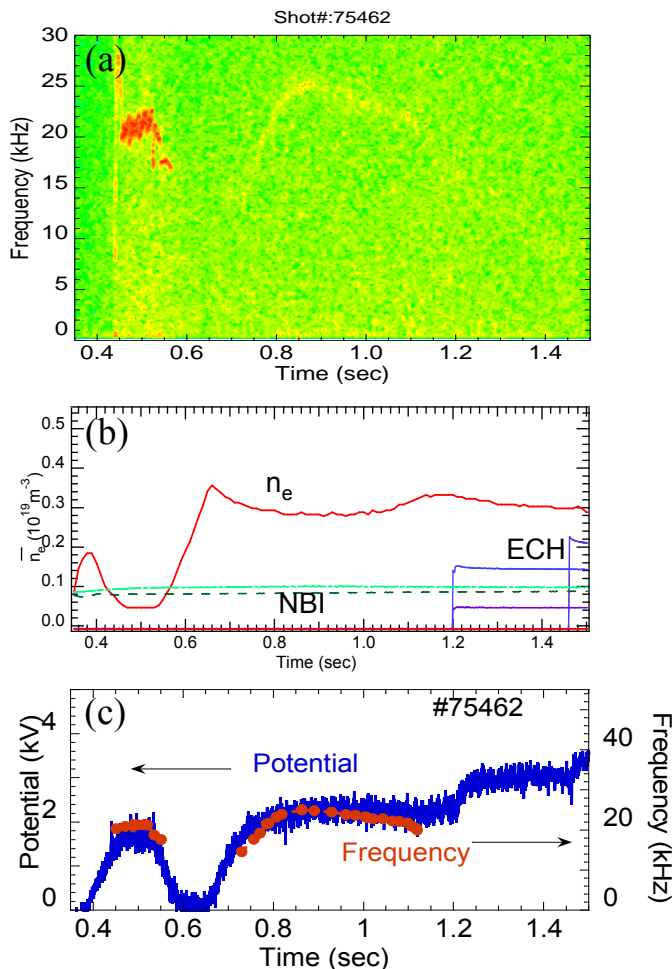 Shot#:75462
(a)
30
25
20
15
10
5
0
Frequency (kHz)
0.4 0.6 0.8 1.0 1.2 1.4
Time (sec)
(b)
0.5
0.4
0.3
0.2
0.1
0.0
n̅e (10¹⁹m⁻³)
ne
ECH
NBI
0.4 0.6 0.8 1.0 1.2 1.4
Time (sec)
(c)
#75462
4
2
0
Potential (kV)
Potential
Frequency
40
20
0
Frequency (kHz)
0.4 0.6 0.8 1 1.2 1.4
Time (sec)